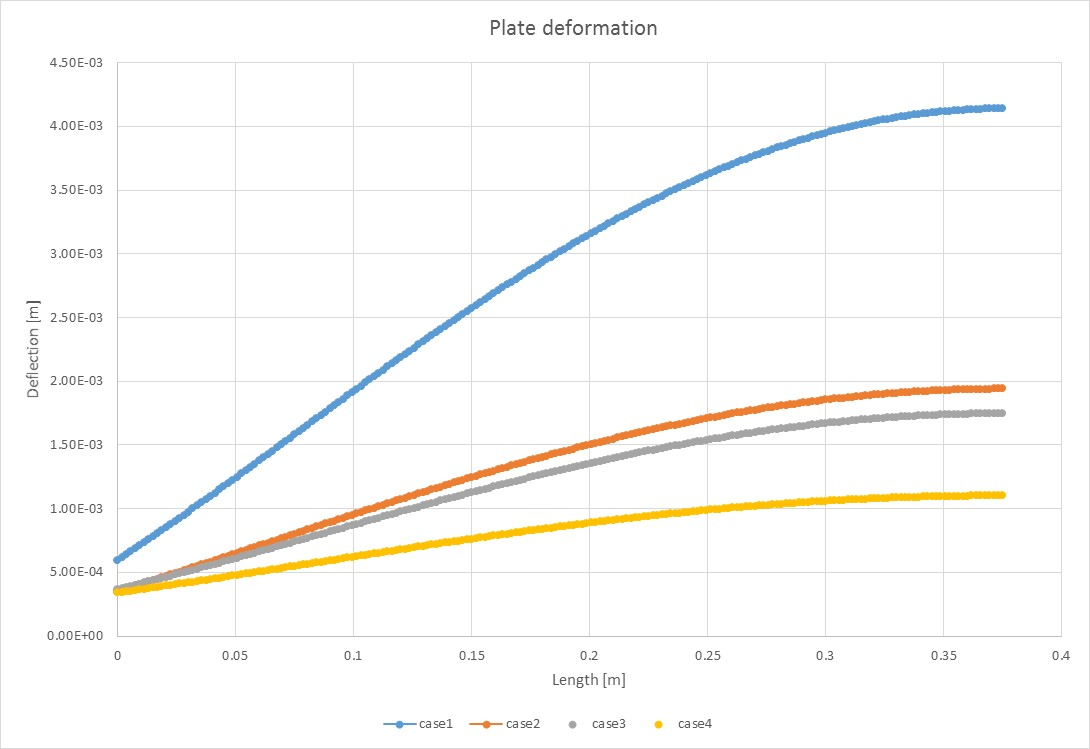 Plate deformation
4.50E-03
4.00E-03
3.50E-03
3.00E-03
2.50E-03
2.00E-03
1.50E-03
1.00E-03
5.00E-04
0.00E+00
Deflection [m]
0 0.05 0.1 0.15 0.2 0.25 0.3 0.35 0.4
Length [m]
case1 case2 case3 case4